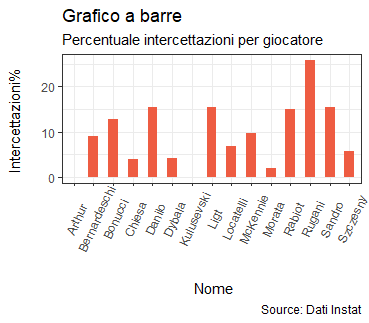 Grafico a barre
Percentuale intercettazioni per giocatore
Intercettazioni%
20
10
0
Arthur
Bernardeschi
Bonucci
Chiesa
Danilo
Dybala
Kulusevski
Ligt
Locatelli
McKennie
Morata
Rabiot
Rugani
Sandro
Szczesny
Nome
Source: Dati Instat